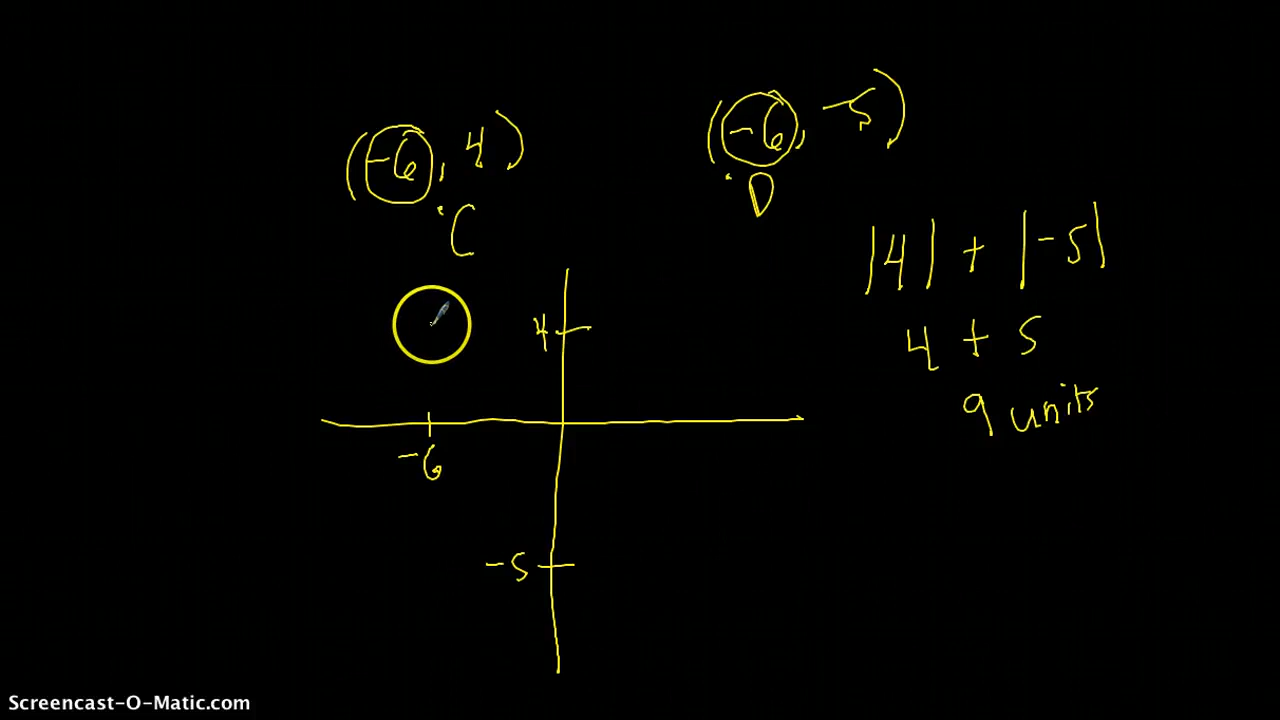 (-6, 4)
(-6, -5)
C
D
|4| + |-5|
4 + 5
9 units
4
-6
-5
Screencast-O-Matic.com